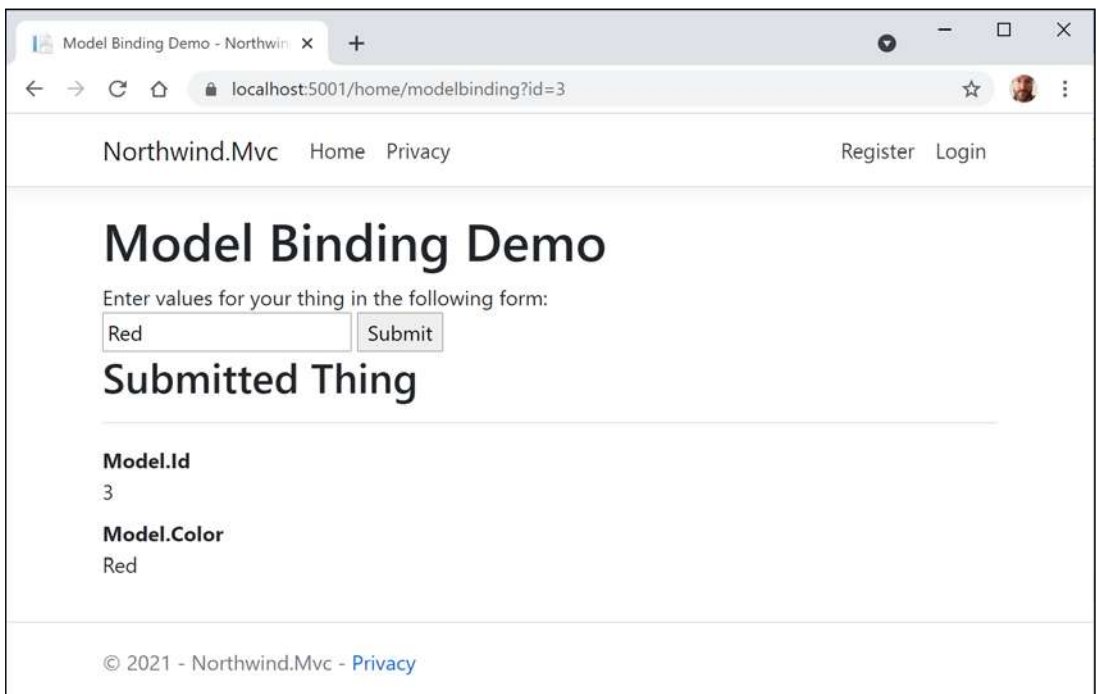 Model Binding Demo - Northwin
localhost:5001/home/modelbinding?id=3
Northwind.Mvc Home Privacy Register Login
Model Binding Demo
Enter values for your thing in the following form:
Red Submit
Submitted Thing
Model.Id
3
Model.Color
Red
© 2021 - Northwind.Mvc - Privacy